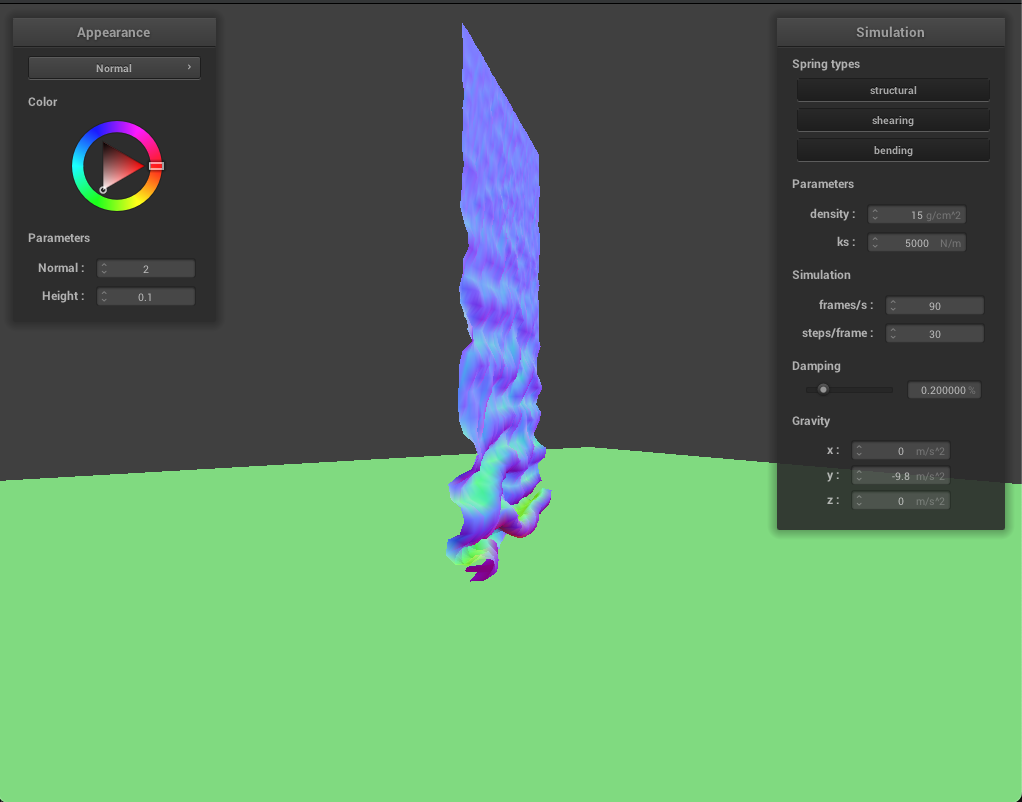 Appearance
Normal ›
Color
Parameters
Normal : 2
Height : 0.1
Simulation
Spring types
structural
shearing
bending
Parameters
density : 15 g/cm^2
ks : 5000 N/m
Simulation
frames/s : 90
steps/frame : 30
Damping
0.200000 %
Gravity
x : 0 m/s^2
y : -9.8 m/s^2
z : 0 m/s^2